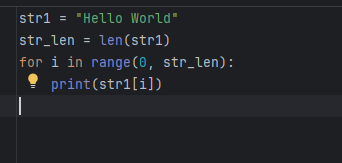 str1 = "Hello World"
str_len = len(str1)
for i in range(0, str_len):
    print(str1[i])